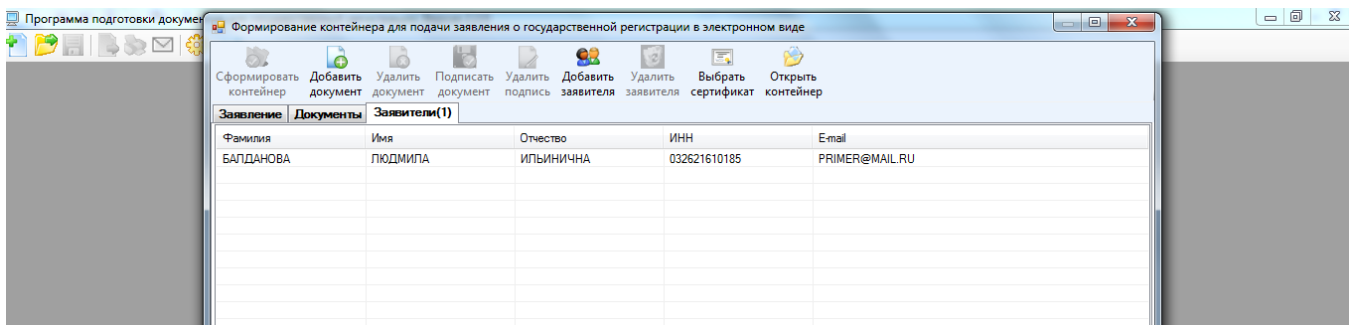 Программа подготовки докумен
Формирование контейнера для подачи заявления о государственной регистрации в электронном виде
Сформировать Добавить Удалить Подписать Удалить Добавить Удалить Выбрать Открыть
контейнер документ документ документ подпись заявителя заявителя сертификат контейнер
Заявление Документы Заявители(1)
Фамилия Имя Отчество ИНН E-mail
БАЛДАНОВА ЛЮДМИЛА ИЛЬИНИЧНА 032621610185 PRIMER@MAIL.RU